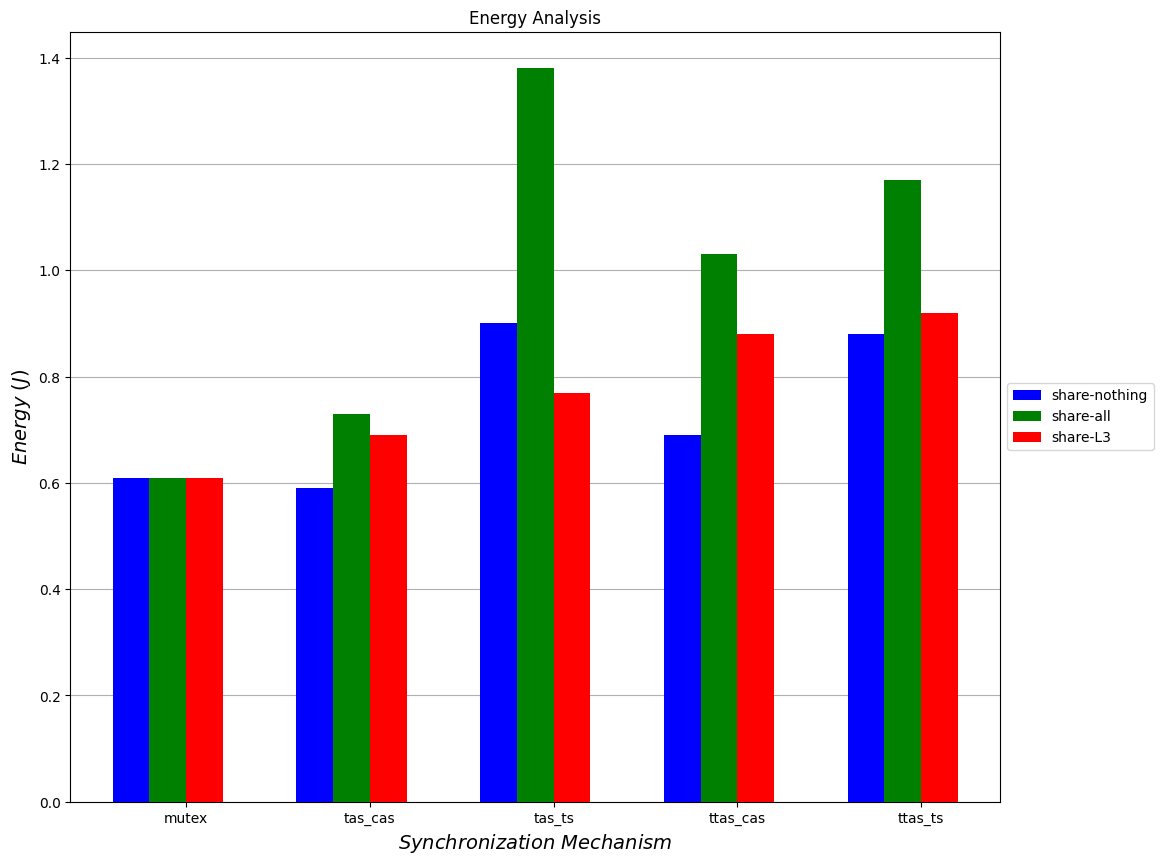 Energy Analysis
1.4
1.2
1.0
0.8
0.6
0.4
0.2
0.0
Energy (J)
mutex
tas_cas
tas_ts
ttas_cas
ttas_ts
Synchronization Mechanism
share-nothing
share-all
share-L3